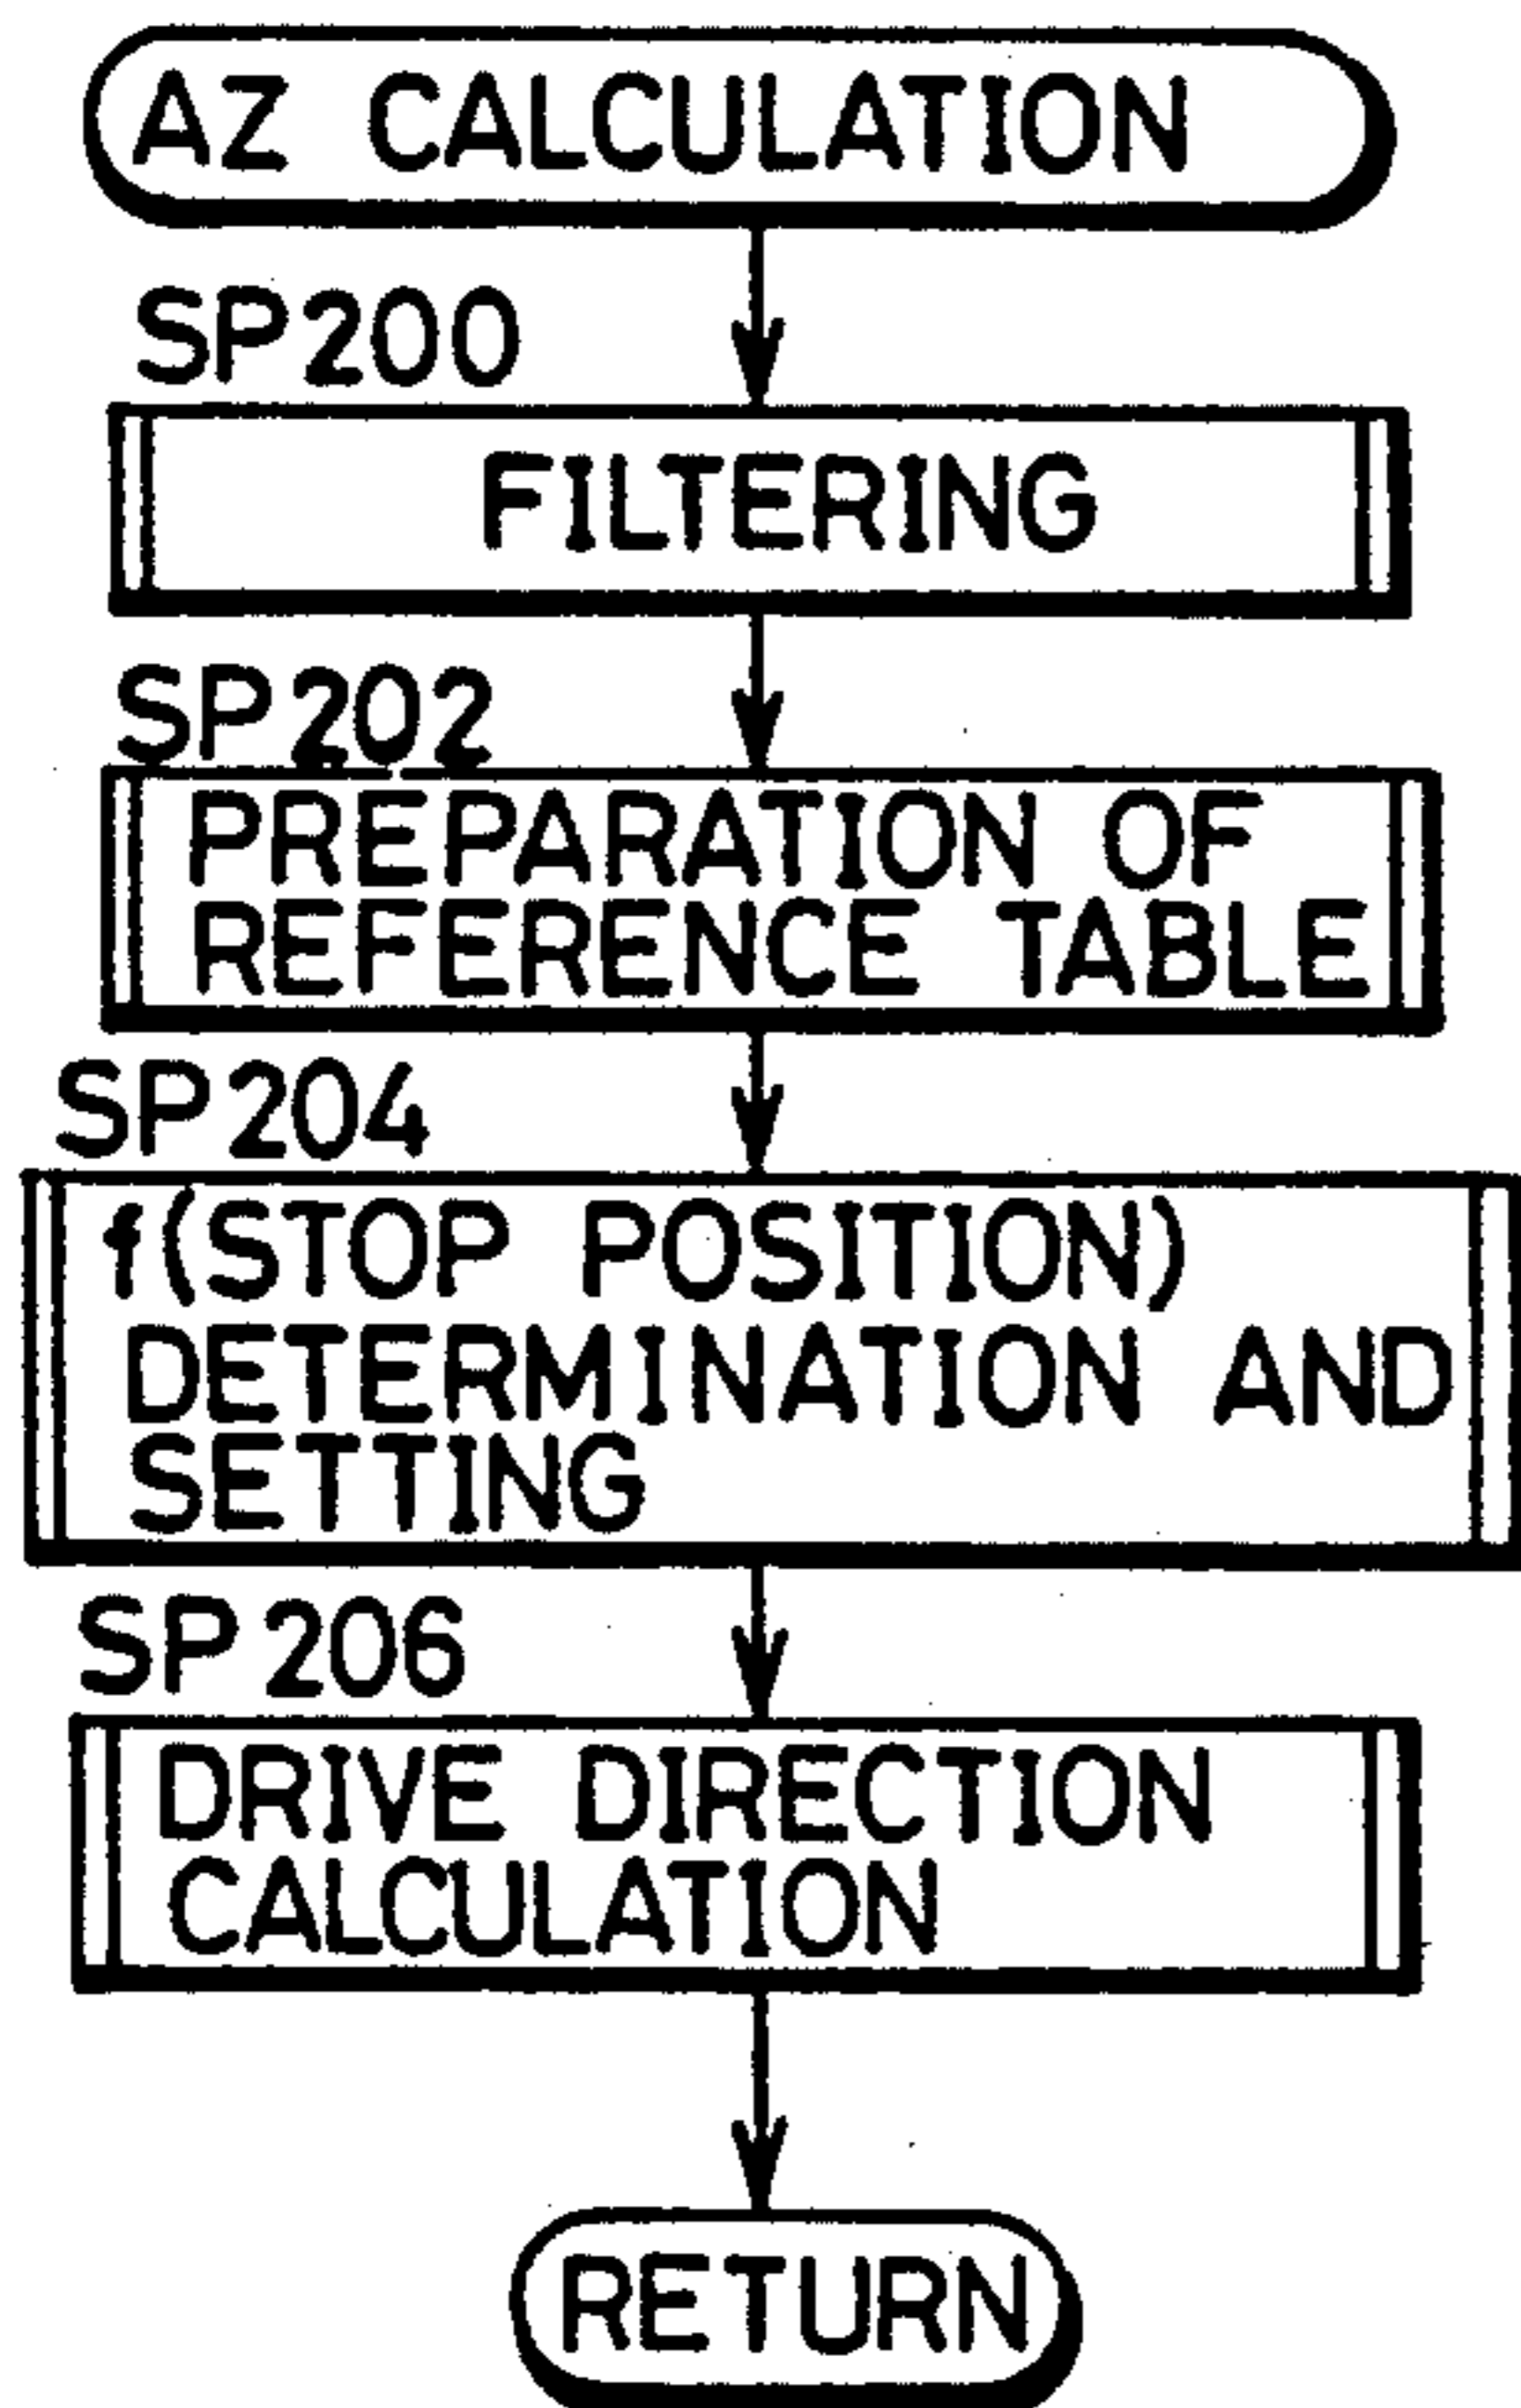 AZ CALCULATION
SP200
FILTERING
SP202
PREPARATION OF
REFERENCE TABLE
SP204
f(STOP POSITION)
DETERMINATION AND
SETTING
SP206
DRIVE DIRECTION
CALCULATION
RETURN